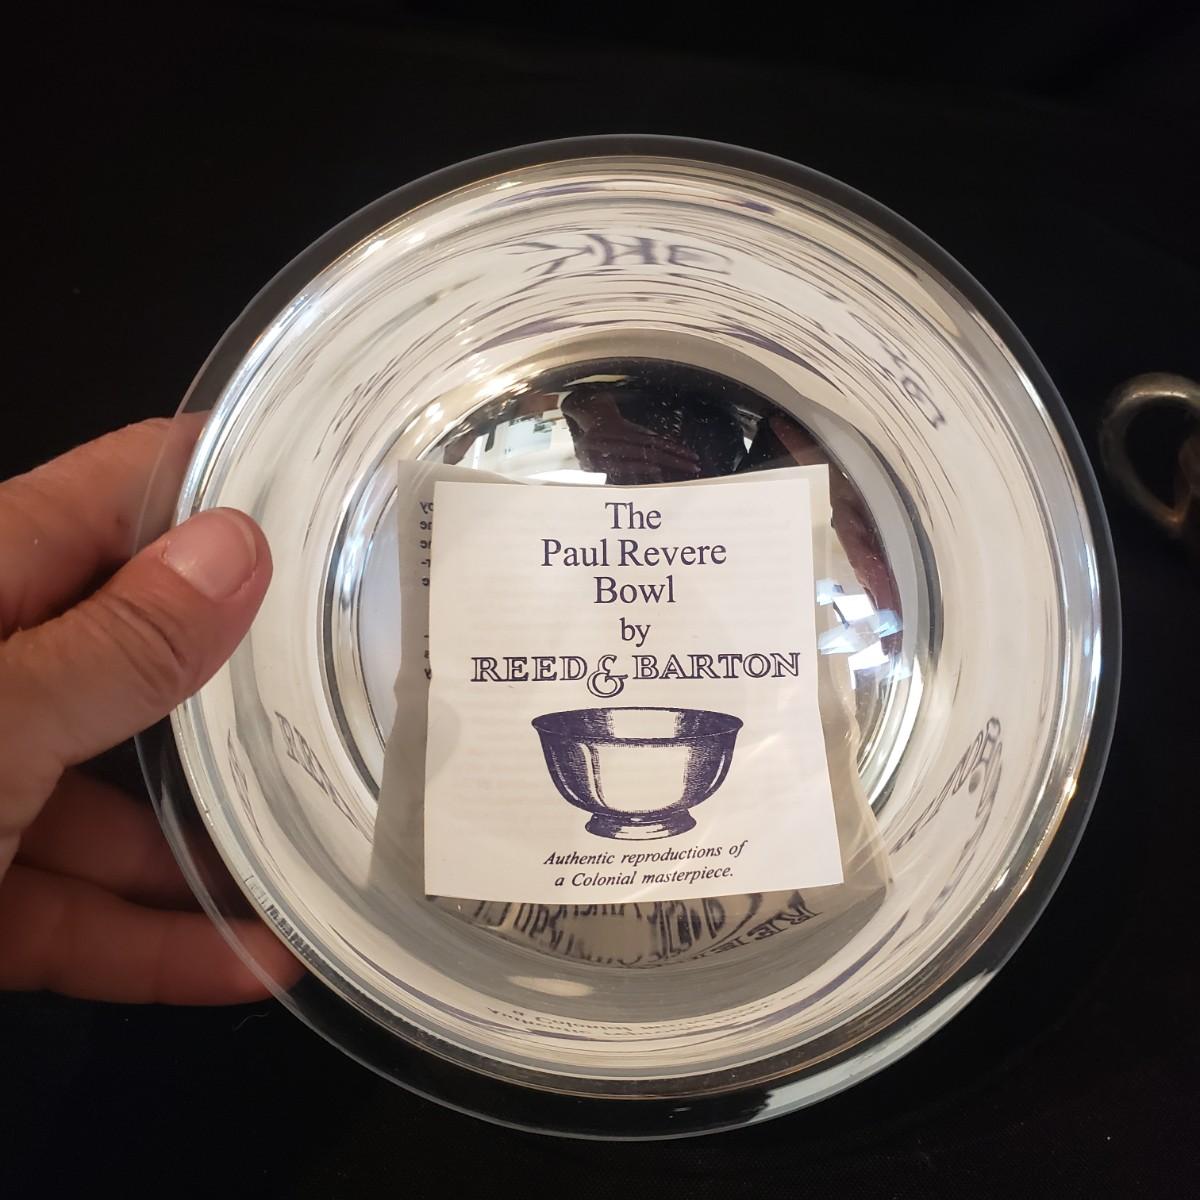 The
Paul Revere
Bowl
by
REED & BARTON
Authentic reproductions of
a Colonial masterpiece.